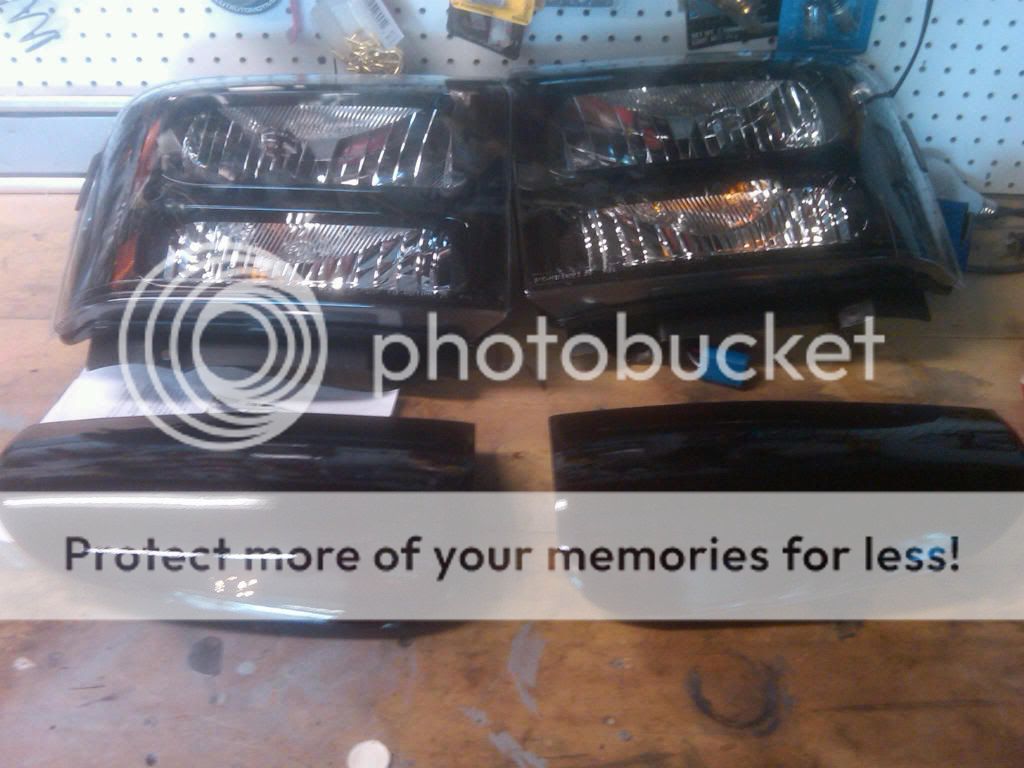 photobucket
Protect more of your memories for less!